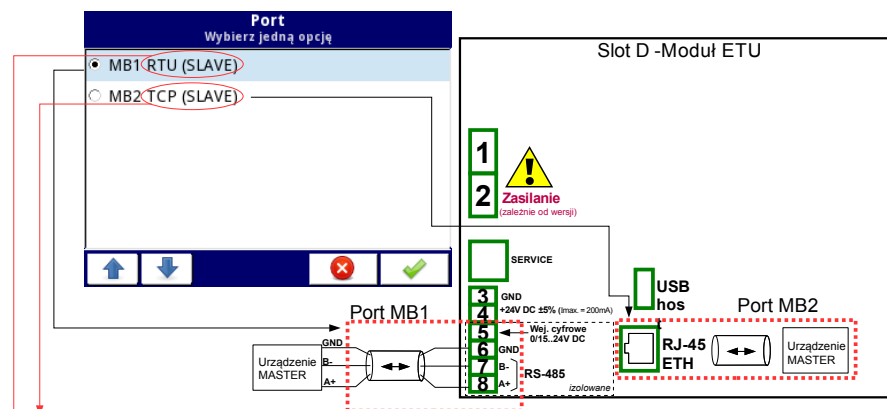 Port
Wybierz jedną opcję
MB1 RTU (SLAVE)
MB2 TCP (SLAVE)
Slot D -Moduł ETU
1
2
Zasilanie
(zależnie od wersji)
SERVICE
USB
hos
t
3 GND
4 +24V DC ±5% (Imax. = 200mA)
5 Wej. cyfrowe
0/15..24V DC
6 GND
7 B-
8 A+
RS-485
izolowane
Port MB1
GND
B-
A+
Urządzenie
MASTER
Port MB2
RJ-45
ETH
Urządzenie
MASTER